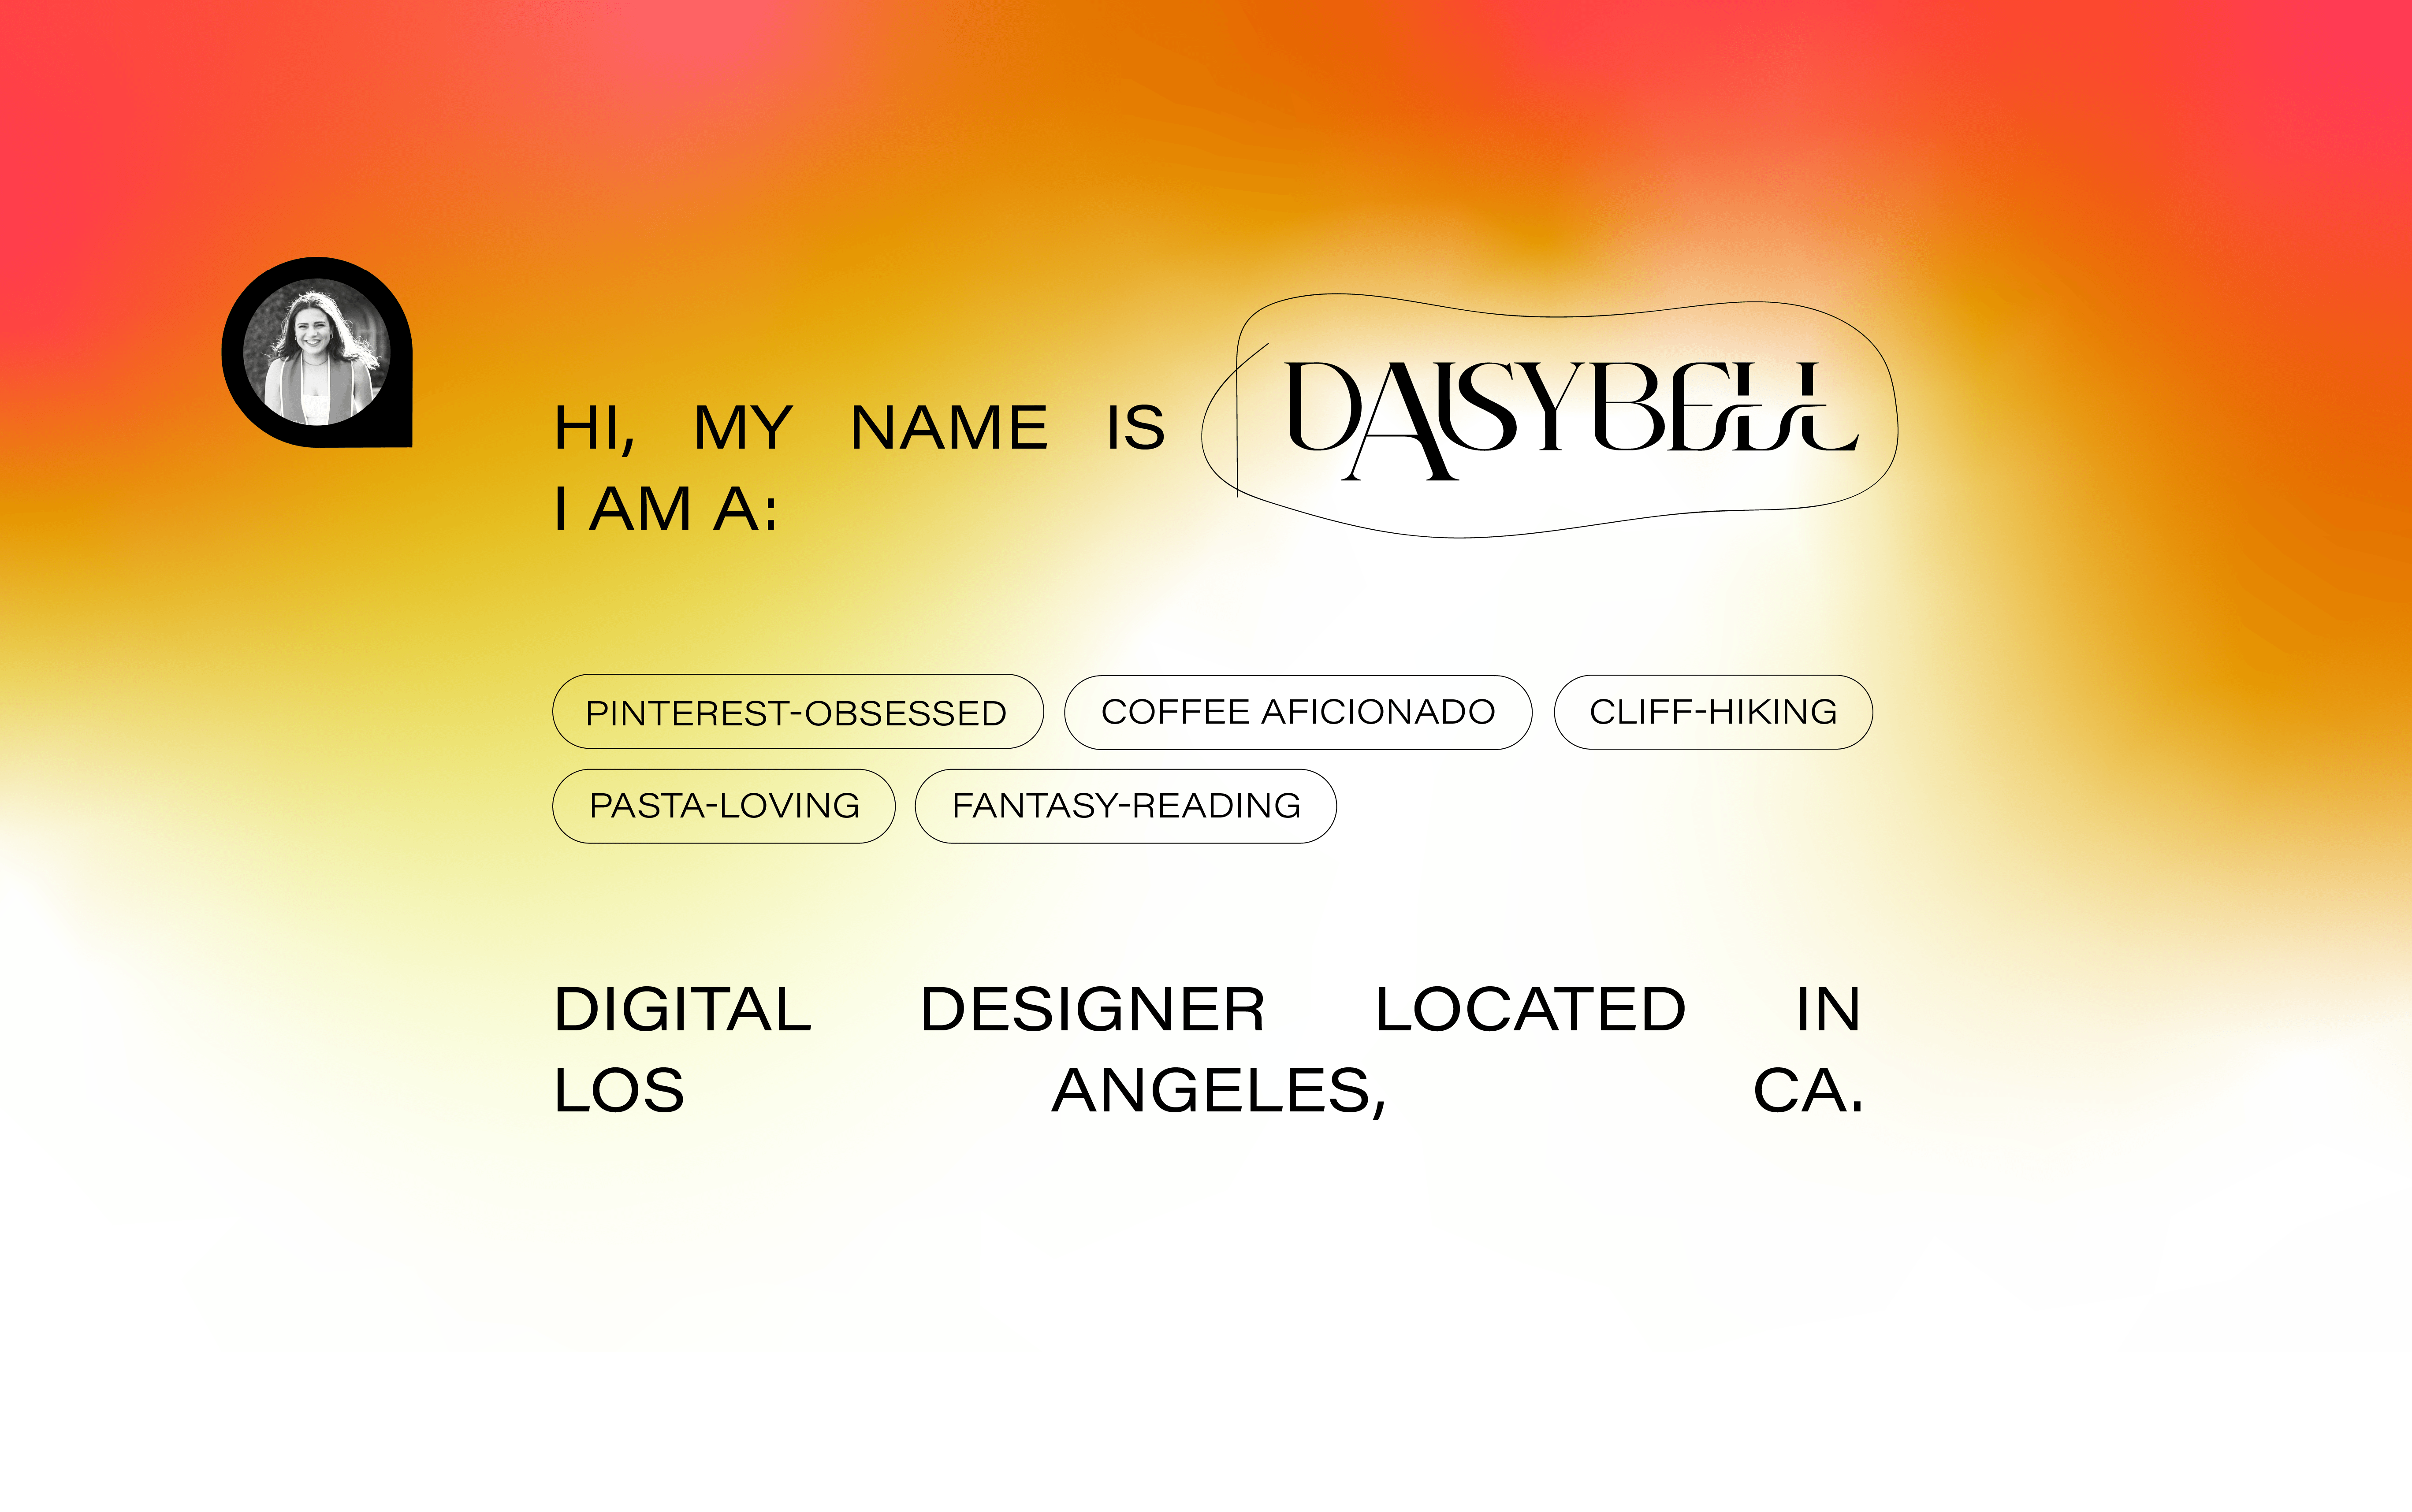 HI, MY NAME IS DAISYBELL
I AM A:
PINTEREST-OBSESSED COFFEE AFICIONADO CLIFF-HIKING
PASTA-LOVING FANTASY-READING
DIGITAL DESIGNER LOCATED IN
LOS ANGELES, CA.